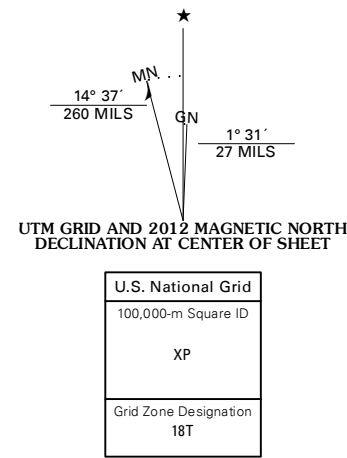 ★
MN
GN
14° 37´
260 MILS
1° 31´
27 MILS
UTM GRID AND 2012 MAGNETIC NORTH
DECLINATION AT CENTER OF SHEET
U.S. National Grid
100,000-m Square ID
XP
Grid Zone Designation
18T